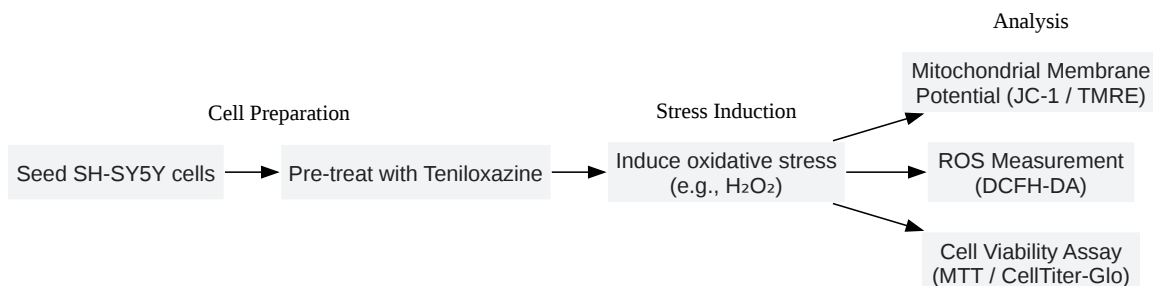 Analysis
Mitochondrial Membrane
Potential (JC-1 / TMRE)
Cell Preparation
Stress Induction
Seed SH-SY5Y cells
Pre-treat with Teniloxazine
Induce oxidative stress
(e.g., H₂O₂)
ROS Measurement
(DCFH-DA)
Cell Viability Assay
(MTT / CellTiter-Glo)